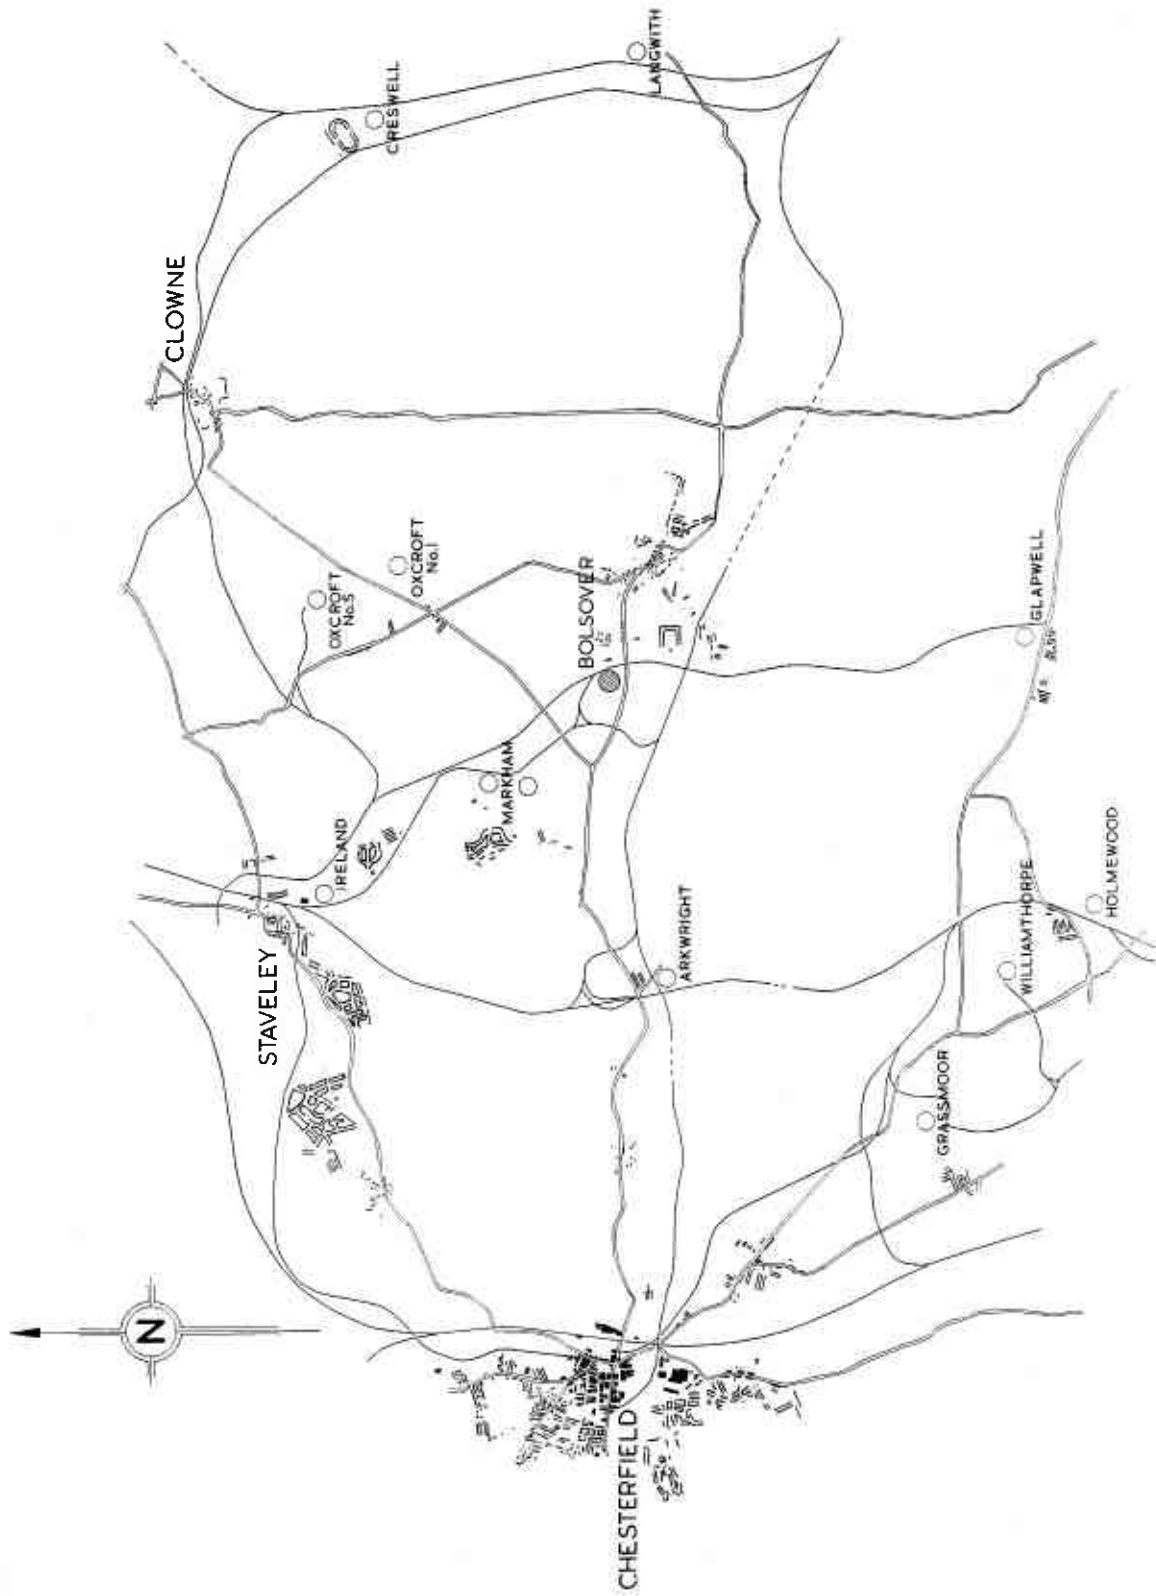 N
CLOWNE
CRESWELL
LANGWITH
OXCROFT
No.5
OXCROFT
No.1
BOLSOVER
STAVELEY
IRELAND
MARKHAM
ARKWRIGHT
GLAPWELL
CHESTERFIELD
GRASSMOOR
WILLIAMTHORPE
HOLMEWOOD